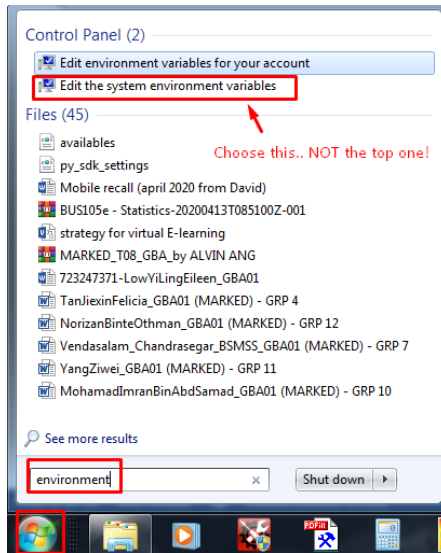 Control Panel (2)
Edit environment variables for your account
Edit the system environment variables
Files (45)
Choose this.. NOT the top one!
availables
py_sdk_settings
Mobile recall (april 2020 from David)
BUS105e - Statistics-20200413T085100Z-001
strategy for virtual E-learning
MARKED_T08_GBA_by ALVIN ANG
723247371-LowYiLingEileen_GBA01
TanJiexinFelicia_GBA01 (MARKED) - GRP 4
NorizanBinteOthman_GBA01 (MARKED) - GRP 12
Vendasalam_Chandrasegar_BSMSS_GBA01 (MARKED) - GRP 7
YangZiwei_GBA01 (MARKED) - GRP 11
MohamadImranBinAbdSamad_GBA01 (MARKED) - GRP 10
See more results
environment
Shut down
PDFill